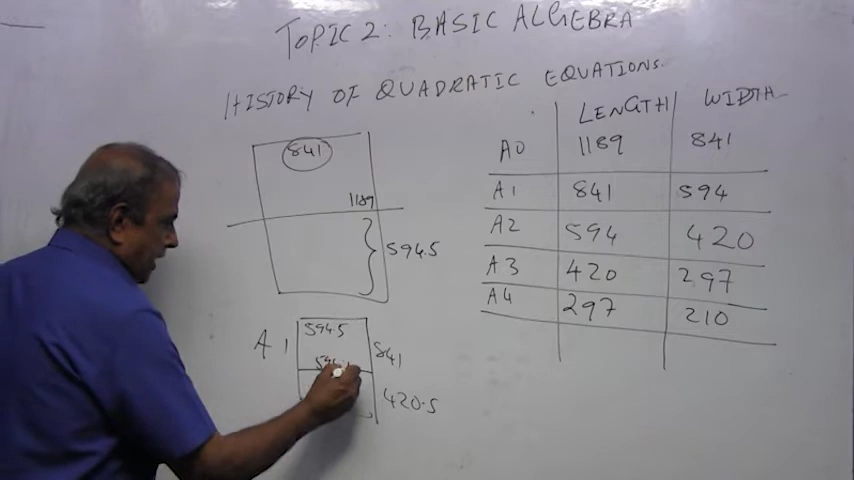 TOPIC 2: BASIC ALGEBRA
HISTORY OF QUADRATIC EQUATIONS.
LENGTH WIDTH
A0 1189 841
A1 841 594
A2 594 420
A3 420 297
A4 297 210
841
1189
594.5
A1 594.5
841
420.5